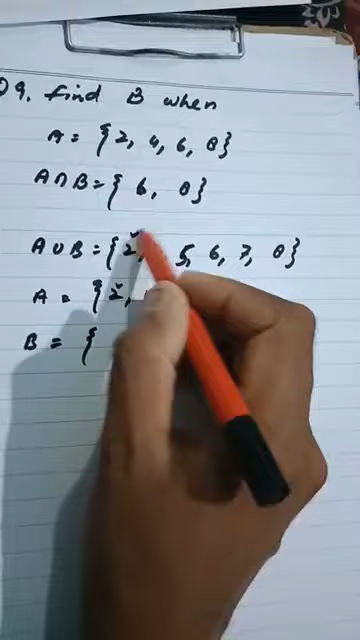 Q9. find B when
A = {2, 4, 6, 8}
A∩B = {6, 8}
A∪B = {2, 5, 6, 7, 8}
A = {2,
B = {